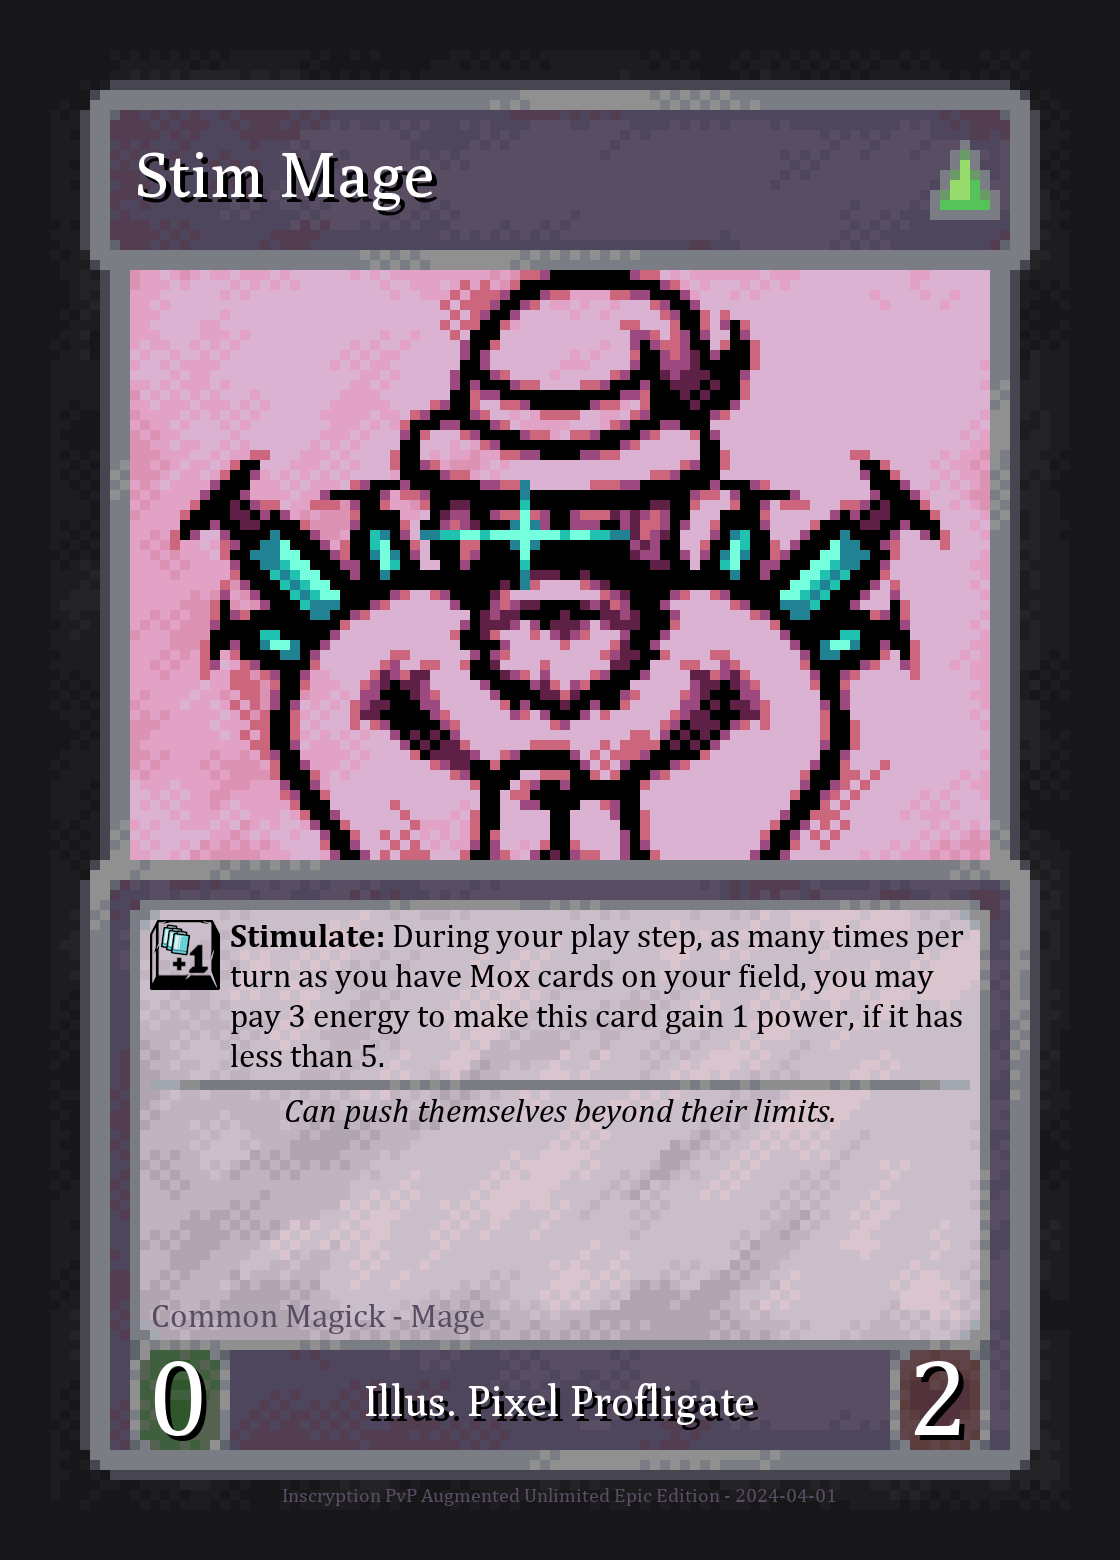 Stim Mage
+1
Stimulate: During your play step, as many times per
turn as you have Mox cards on your field, you may
pay 3 energy to make this card gain 1 power, if it has
less than 5.
Can push themselves beyond their limits.
Common Magick - Mage
0
Illus. Pixel Profligate
2
Inscryption PvP Augmented Unlimited Epic Edition - 2024-04-01